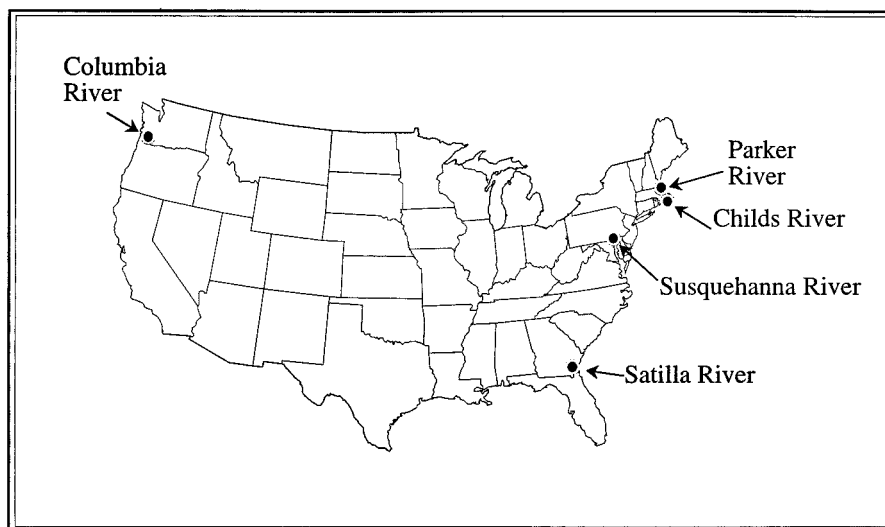 Columbia
River
Parker
River
Childs River
Susquehanna River
Satilla River